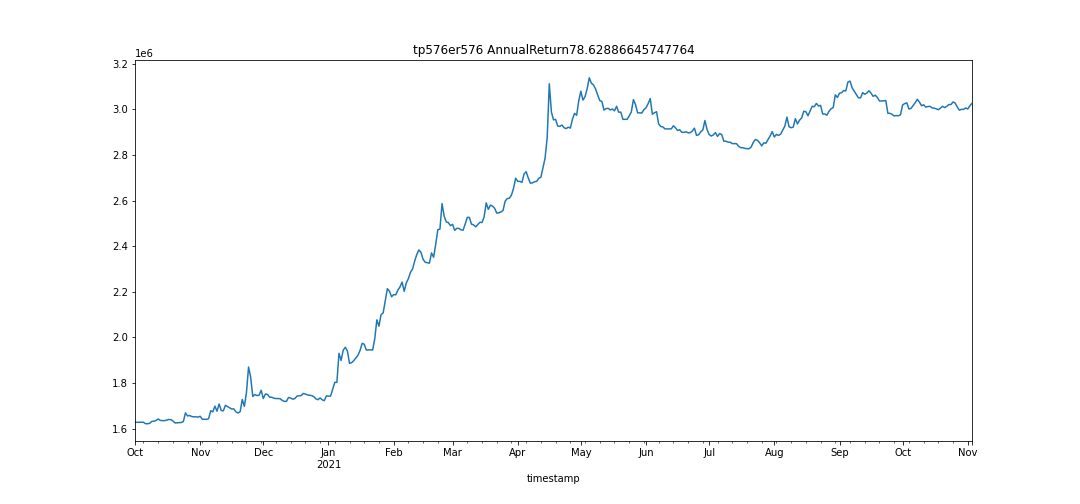 tp576er576 AnnualReturn78.62886645747764
1e6
3.2
3.0
2.8
2.6
2.4
2.2
2.0
1.8
1.6
Oct Nov Dec Jan Feb Mar Apr May Jun Jul Aug Sep Oct Nov
2021
timestamp